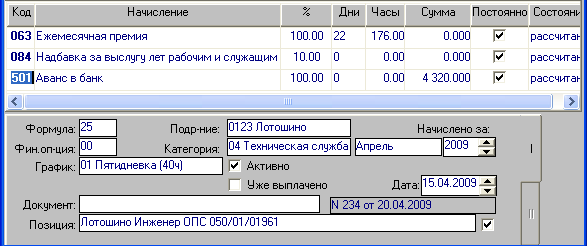 Код Начисление % Дни Часы Сумма Постоянно Состояни
063 Ежемесячная премия 100.00 22 176.00 0.000 рассчитан
084 Надбавка за выслугу лет рабочим и служащим 10.00 0 0.00 0.000 рассчитан
501 Аванс в банк 100.00 0 0.00 4 320.000 рассчитан
Формула: 25 Подр-ние: 0123 Лотошино Начислено за:
Фин.оп-ция: 00 Категория: 04 Техническая служба Апрель 2009
График: 01 Пятидневка (40ч) Активно
Уже выплачено Дата: 15.04.2009
Документ: N 234 от 20.04.2009
Позиция: Лотошино Инженер ОПС 050/01/01961